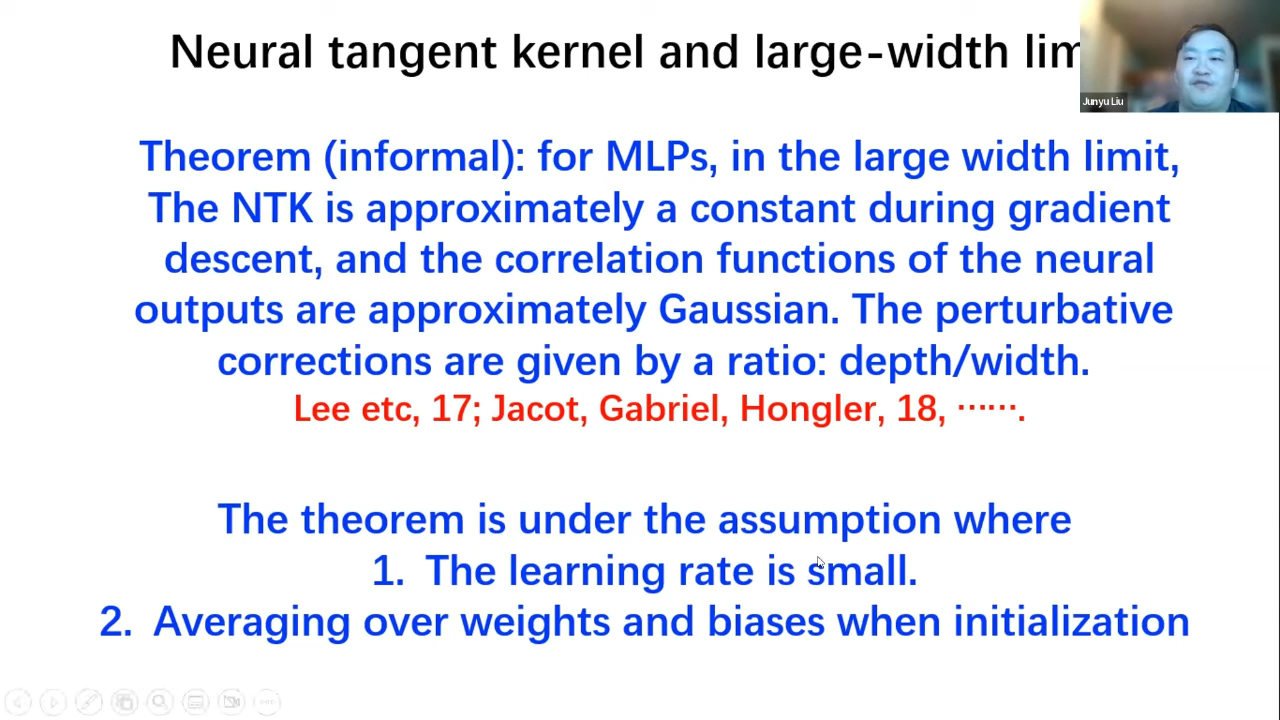 Neural tangent kernel and large-width lim
Junyu Liu
Theorem (informal): for MLPs, in the large width limit,
The NTK is approximately a constant during gradient
descent, and the correlation functions of the neural
outputs are approximately Gaussian. The perturbative
corrections are given by a ratio: depth/width.
Lee etc, 17; Jacot, Gabriel, Hongler, 18, ⋯⋯.
The theorem is under the assumption where
1. The learning rate is small.
2. Averaging over weights and biases when initialization